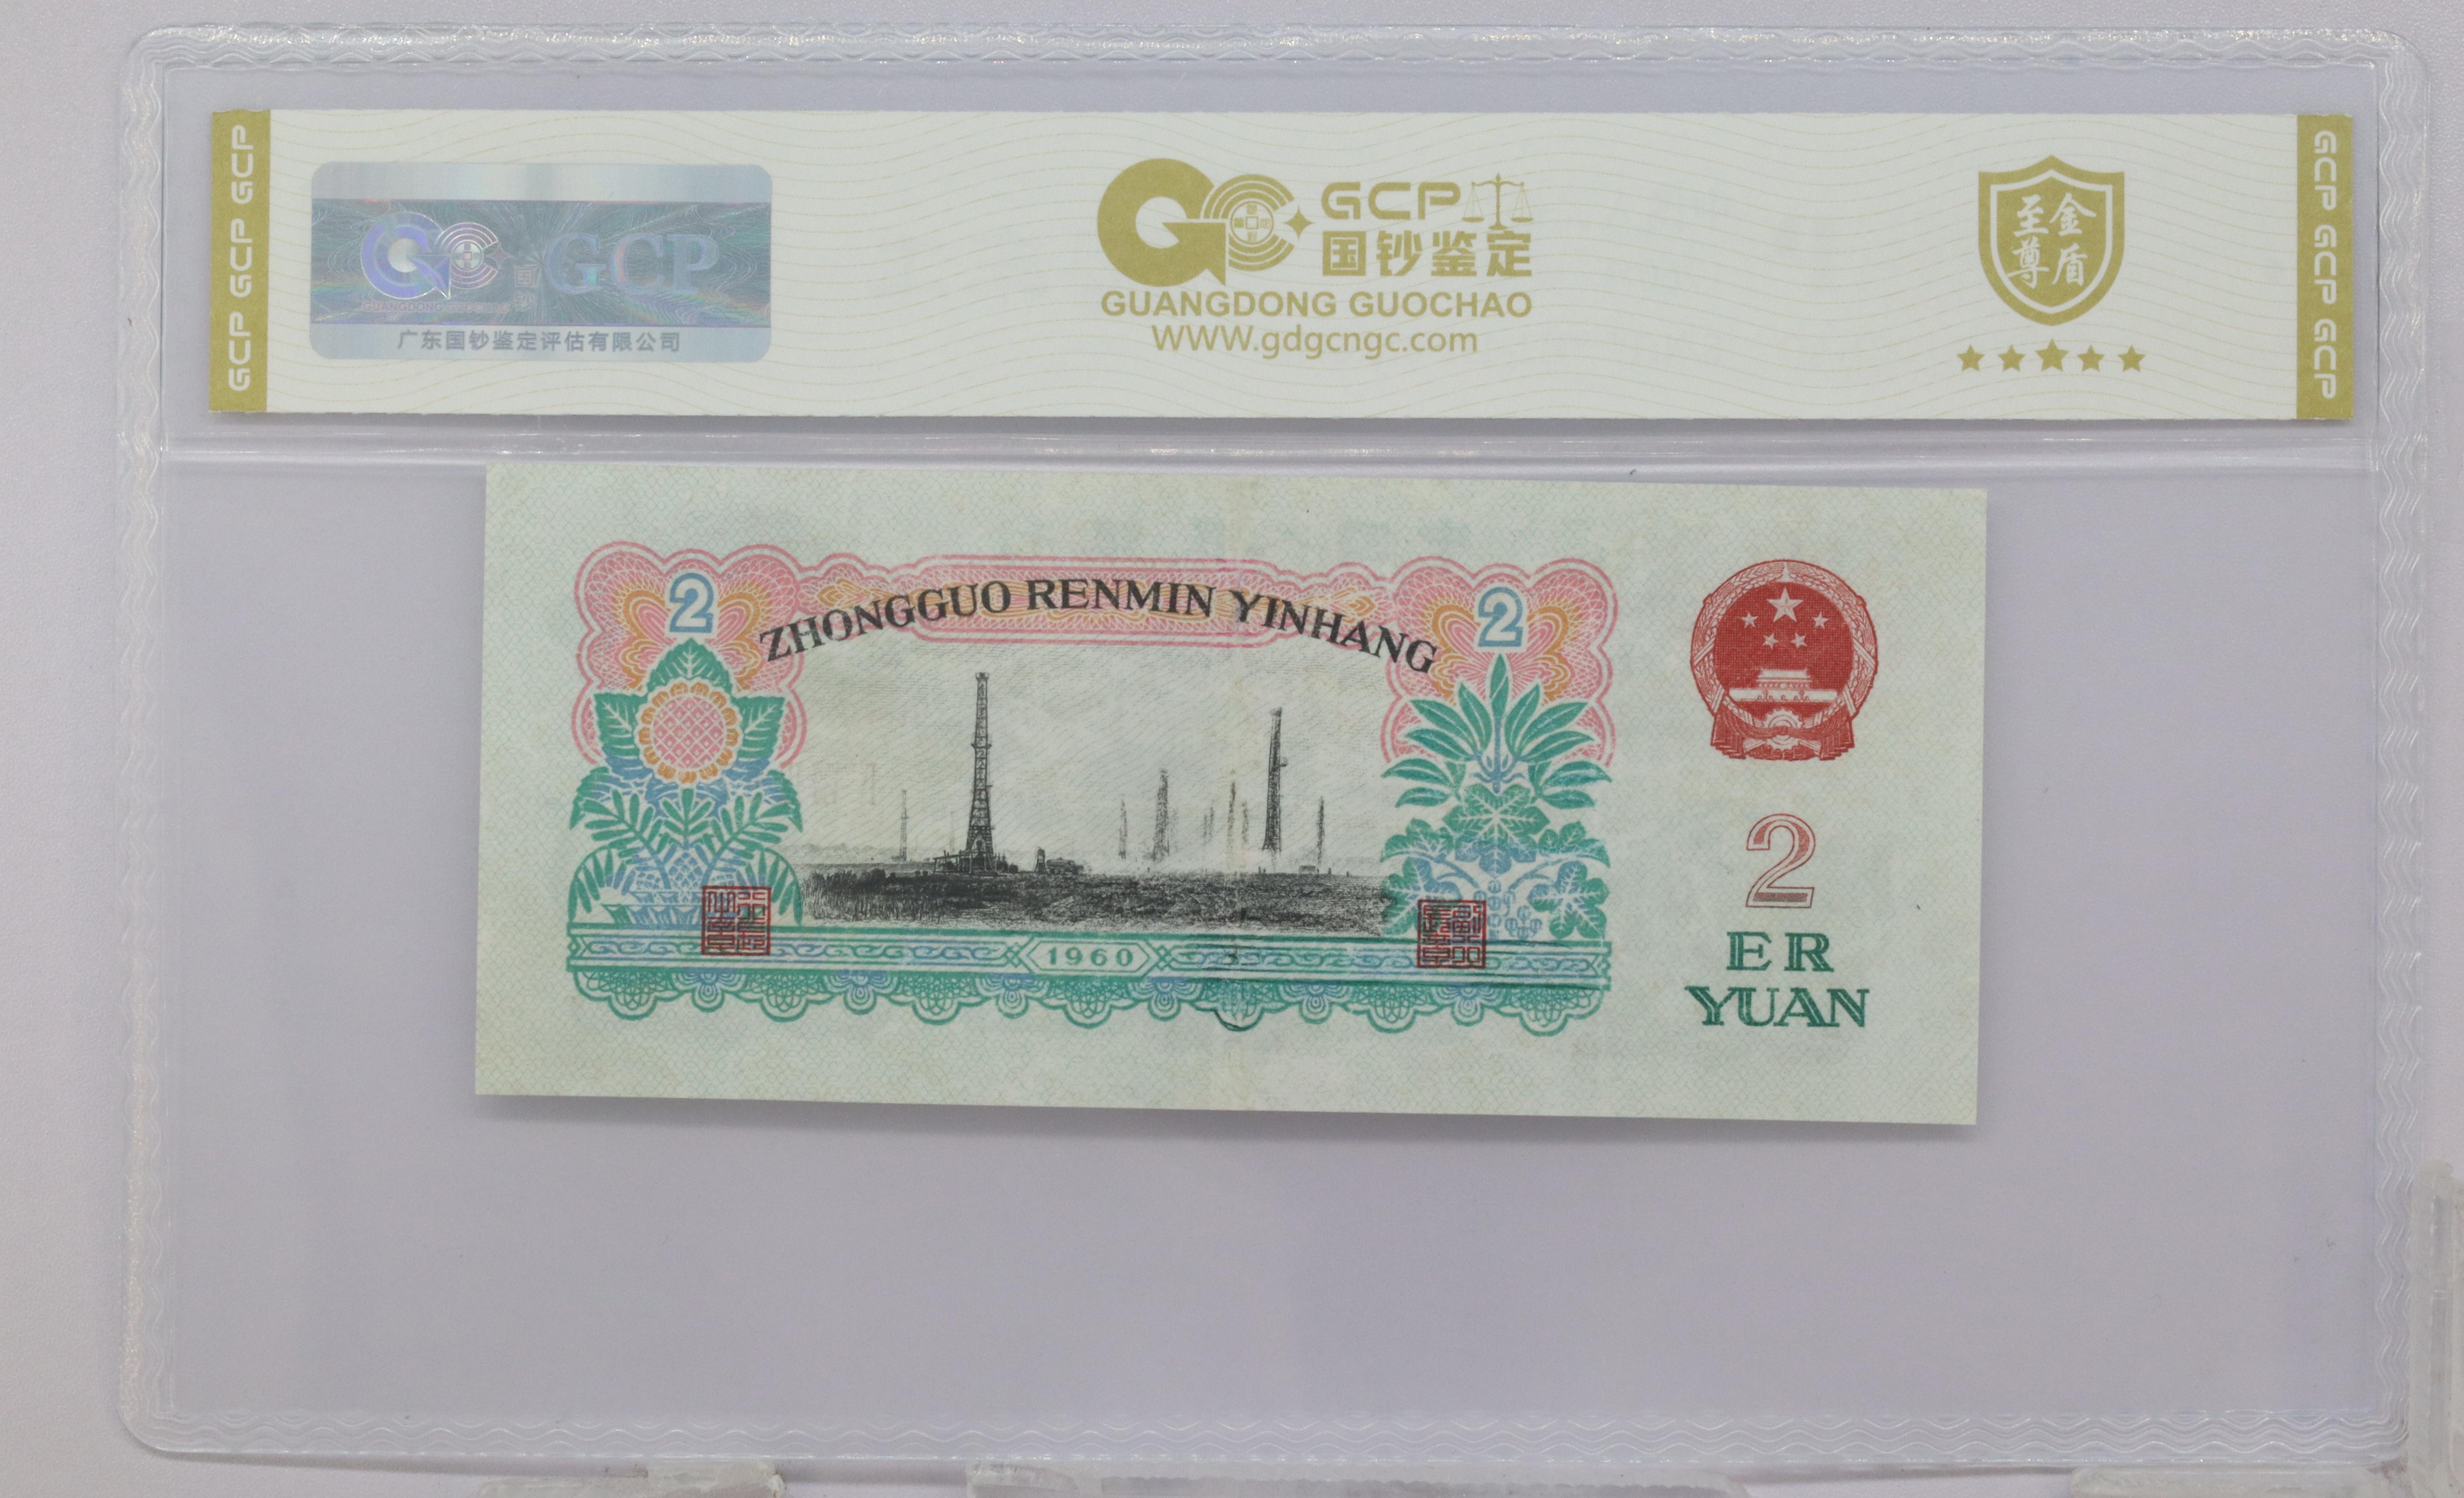 GCP GCP GCP
GCP
GUANGDONG GUOCHAO
广东国钞鉴定评估有限公司
GCP
国钞鉴定
GUANGDONG GUOCHAO
WWW.gdgcngc.com
至尊金盾
GCP GCP GCP
2
ZHONGGUO RENMIN YINHANG
2
1960
2
ER
YUAN